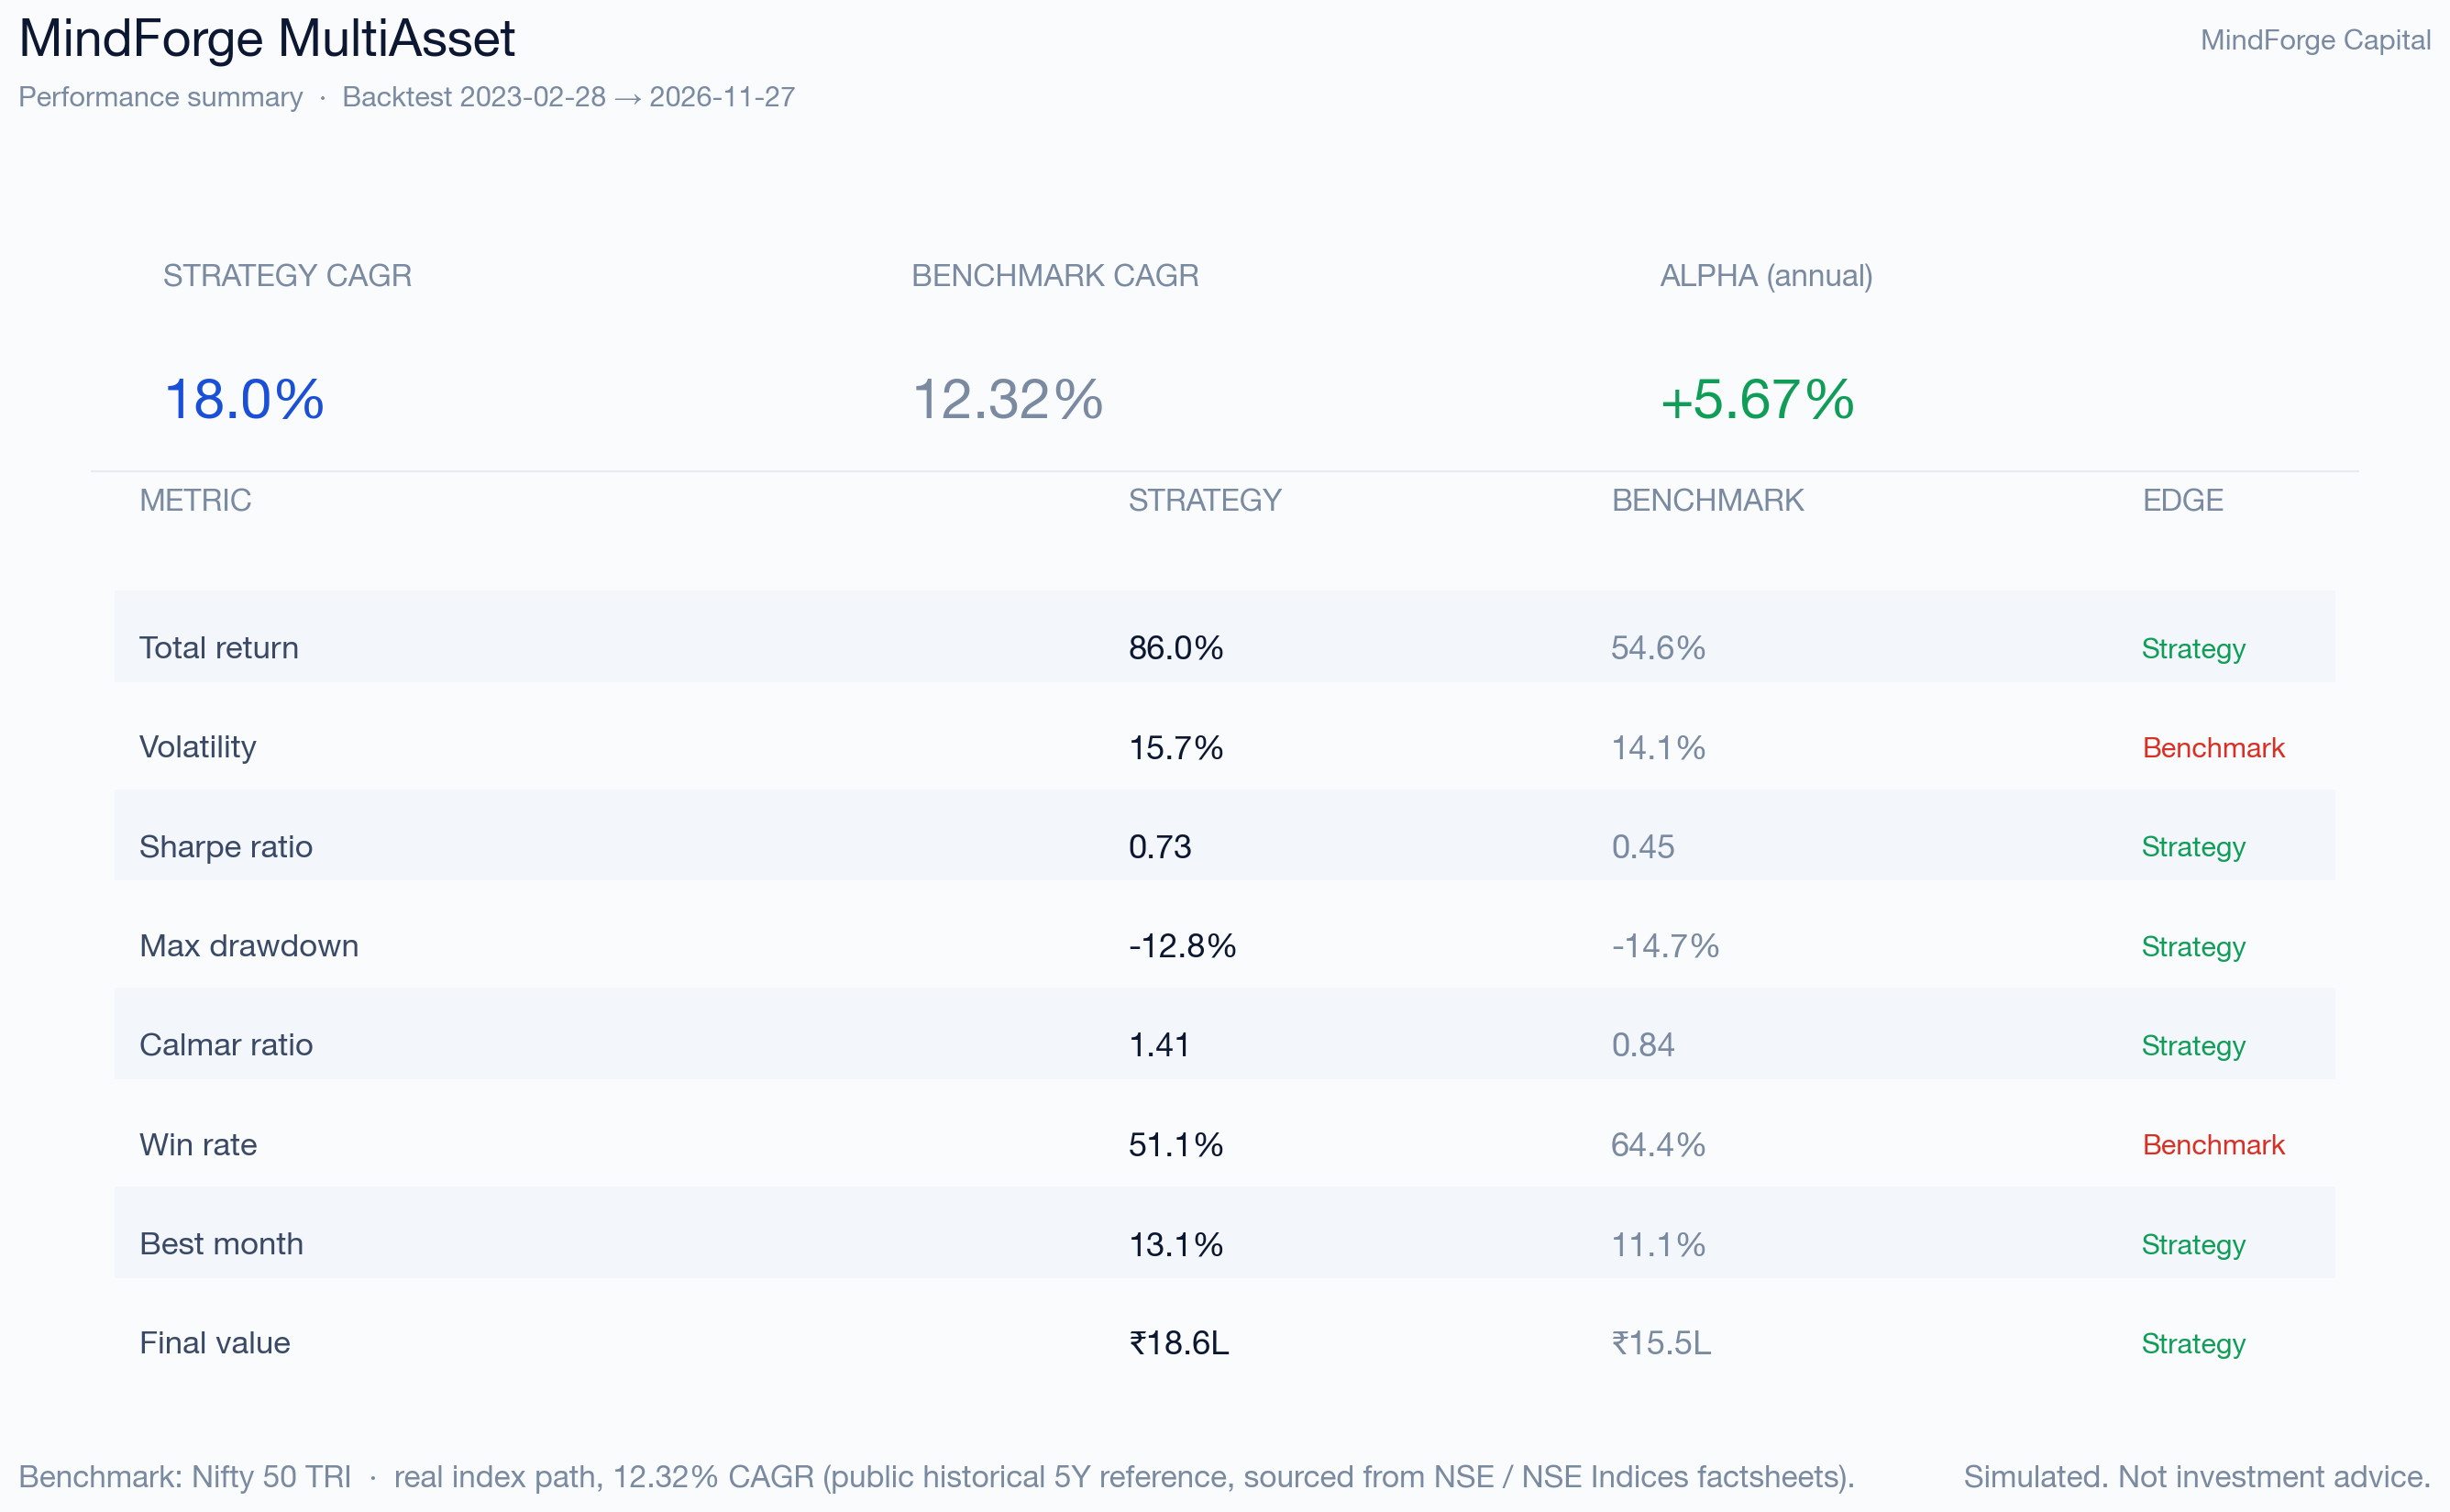 MindForge MultiAsset
MindForge Capital
Performance summary · Backtest 2023-02-28 → 2026-11-27
STRATEGY CAGR BENCHMARK CAGR ALPHA (annual)
18.0% 12.32% +5.67%
METRIC STRATEGY BENCHMARK EDGE
Total return 86.0% 54.6% Strategy
Volatility 15.7% 14.1% Benchmark
Sharpe ratio 0.73 0.45 Strategy
Max drawdown -12.8% -14.7% Strategy
Calmar ratio 1.41 0.84 Strategy
Win rate 51.1% 64.4% Benchmark
Best month 13.1% 11.1% Strategy
Final value ₹18.6L ₹15.5L Strategy
Benchmark: Nifty 50 TRI · real index path, 12.32% CAGR (public historical 5Y reference, sourced from NSE / NSE Indices factsheets). Simulated. Not investment advice.